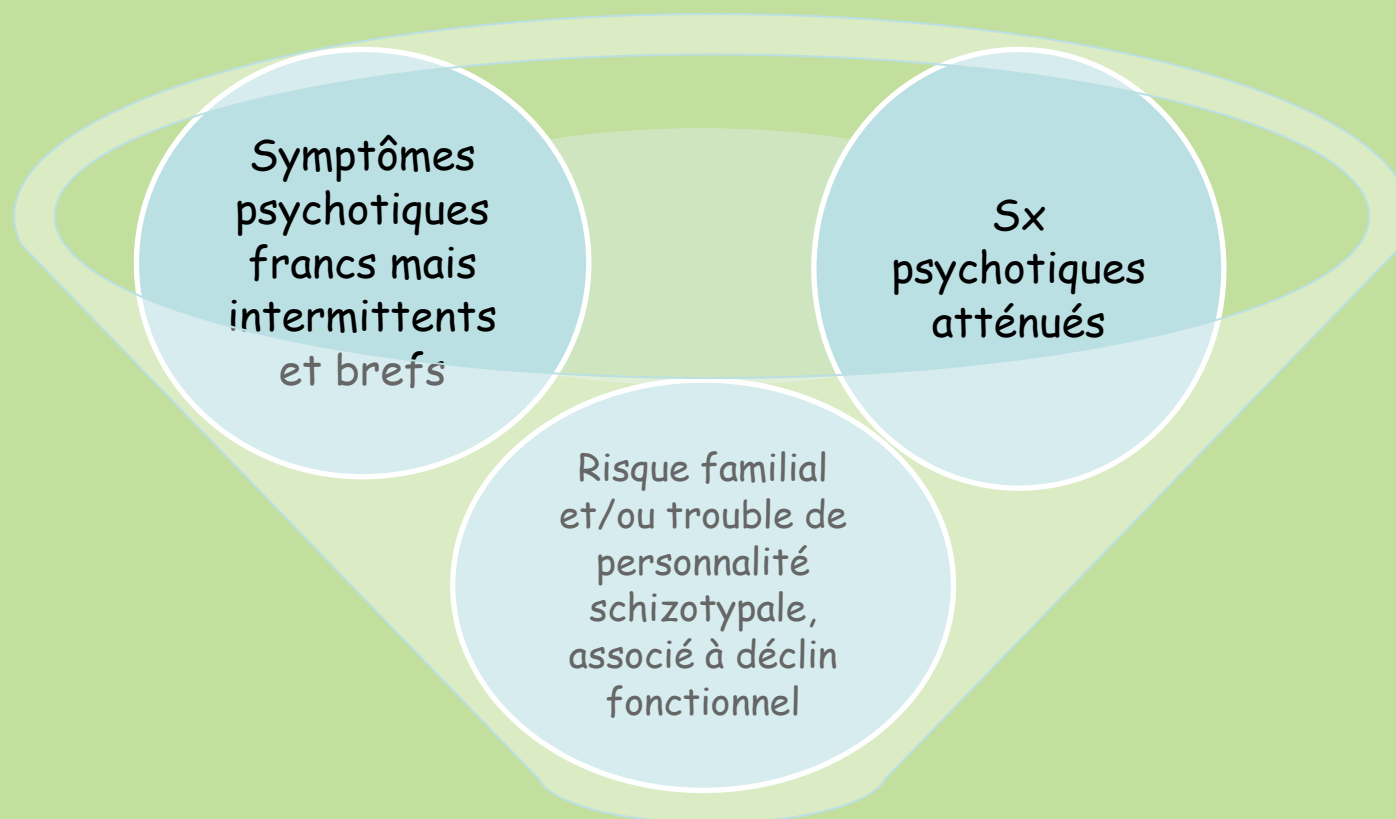 Symptômes
psychotiques
francs mais
intermittents
et brefs
Sx
psychotiques
atténués
Risque familial
et/ou trouble de
personnalité
schizotypale,
associé à déclin
fonctionnel